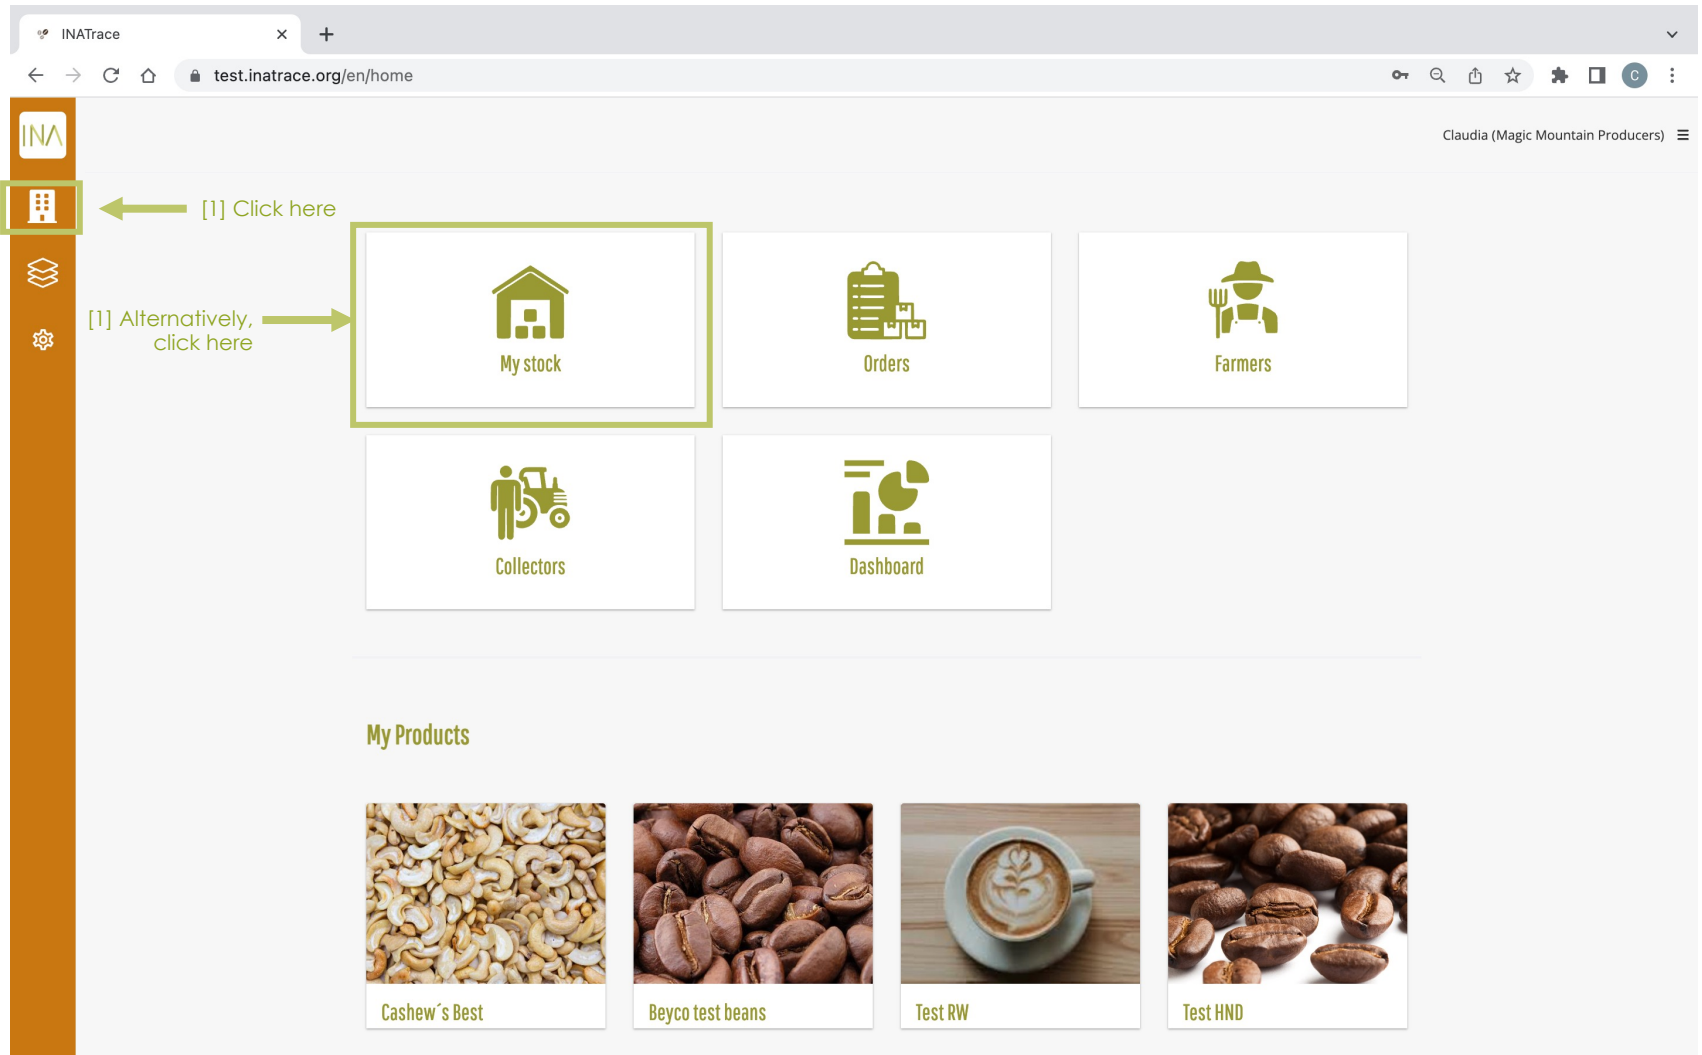 INATrace
test.inatrace.org/en/home
C
INA
Claudia (Magic Mountain Producers)
[1] Click here
[1] Alternatively,
click here
My stock
Orders
Farmers
Collectors
Dashboard
My Products
Cashew´s Best
Beyco test beans
Test RW
Test HND